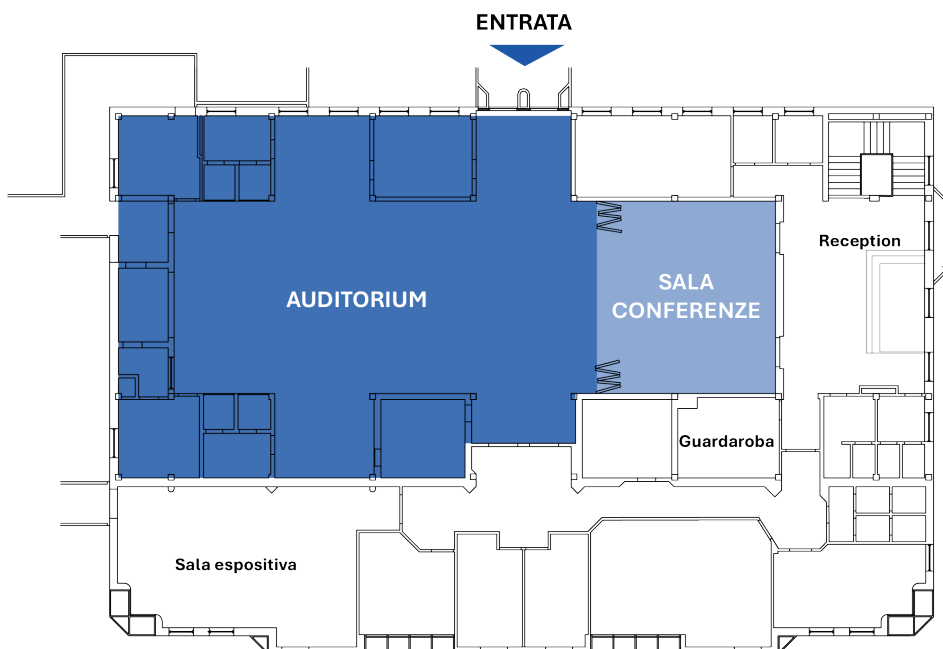 ENTRATA
Reception
AUDITORIUM
SALA
CONFERENZE
Guardaroba
Sala espositiva